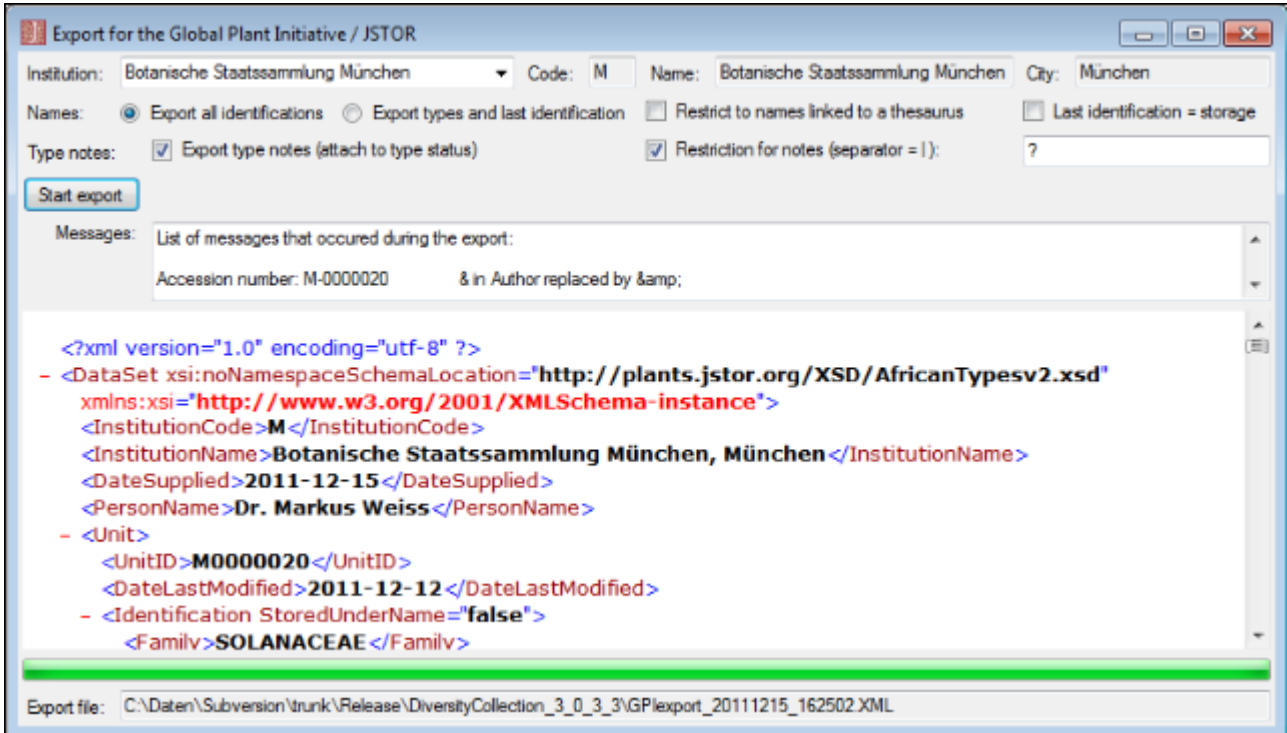 Export for the Global Plant Initiative / JSTOR
Institution: Botanische Staatssammlung München Code: M Name: Botanische Staatssammlung München City: München
Names: Export all identifications Export types and last identification Restrict to names linked to a thesaurus Last identification = storage
Type notes: Export type notes (attach to type status) Restriction for notes (separator = | ): ?
Start export
Messages: List of messages that occured during the export:
Accession number: M-0000020 & in Author replaced by &amp;
<?xml version="1.0" encoding="utf-8" ?>
- <DataSet xsi:noNamespaceSchemaLocation="http://plants.jstor.org/XSD/AfricanTypesv2.xsd"
xmlns:xsi="http://www.w3.org/2001/XMLSchema-instance">
<InstitutionCode>M</InstitutionCode>
<InstitutionName>Botanische Staatssammlung München, München</InstitutionName>
<DateSupplied>2011-12-15</DateSupplied>
<PersonName>Dr. Markus Weiss</PersonName>
- <Unit>
<UnitID>M0000020</UnitID>
<DateLastModified>2011-12-12</DateLastModified>
- <Identification StoredUnderName="false">
<Family>SOLANACEAE</Family>
Export file: C:\Daten\Subversion\trunk\Release\DiversityCollection_3_0_3_3\GPIexport_20111215_162502.XML